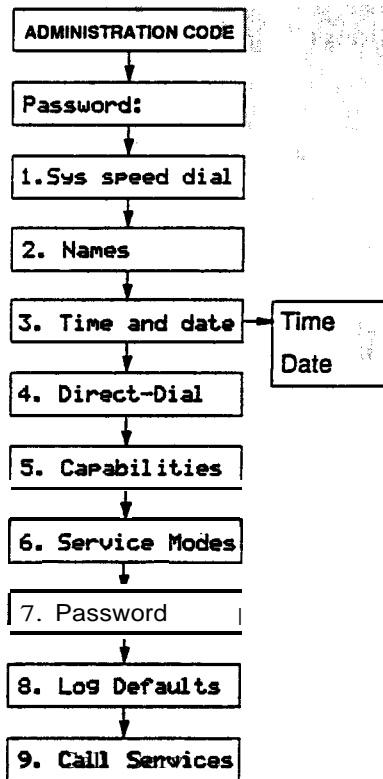 ADMINISTRATION CODE
Password:
1.Sys speed dial
2. Names
3. Time and date
Time
Date
4. Direct-Dial
5. Capabilities
6. Service Modes
7. Password
8. Log Defaults
9. Call Services